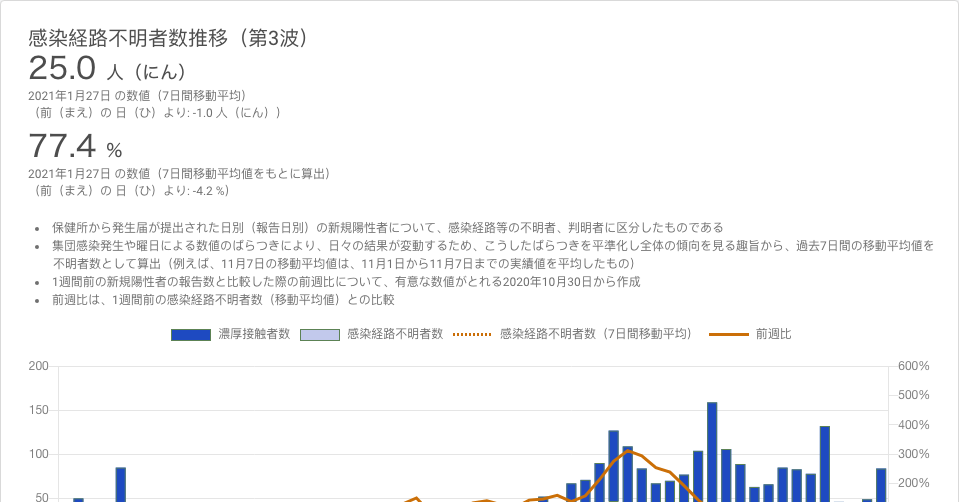 感染経路不明者数推移（第3波）
25.0 人（にん）
2021年1月27日 の数値（7日間移動平均）
（前（まえ）の 日（ひ）より: -1.0 人（にん））
77.4 %
2021年1月27日 の数値（7日間移動平均値をもとに算出）
（前（まえ）の 日（ひ）より: -4.2 %）
• 保健所から発生届が提出された日別（報告日別）の新規陽性者について、感染経路等の不明者、判明者に区分したものである
• 集団感染発生や曜日による数値のばらつきにより、日々の結果が変動するため、こうしたばらつきを平準化し全体の傾向を見る趣旨から、過去7日間の移動平均値を
不明者数として算出（例えば、11月7日の移動平均値は、11月1日から11月7日までの実績値を平均したもの）
• 1週間前の新規陽性者の報告数と比較した際の前週比について、有意な数値がとれる2020年10月30日から作成
• 前週比は、1週間前の感染経路不明者数（移動平均値）との比較
濃厚接触者数 感染経路不明者数 感染経路不明者数（7日間移動平均） 前週比
200 600%
500%
150 400%
100 300%
200%
50